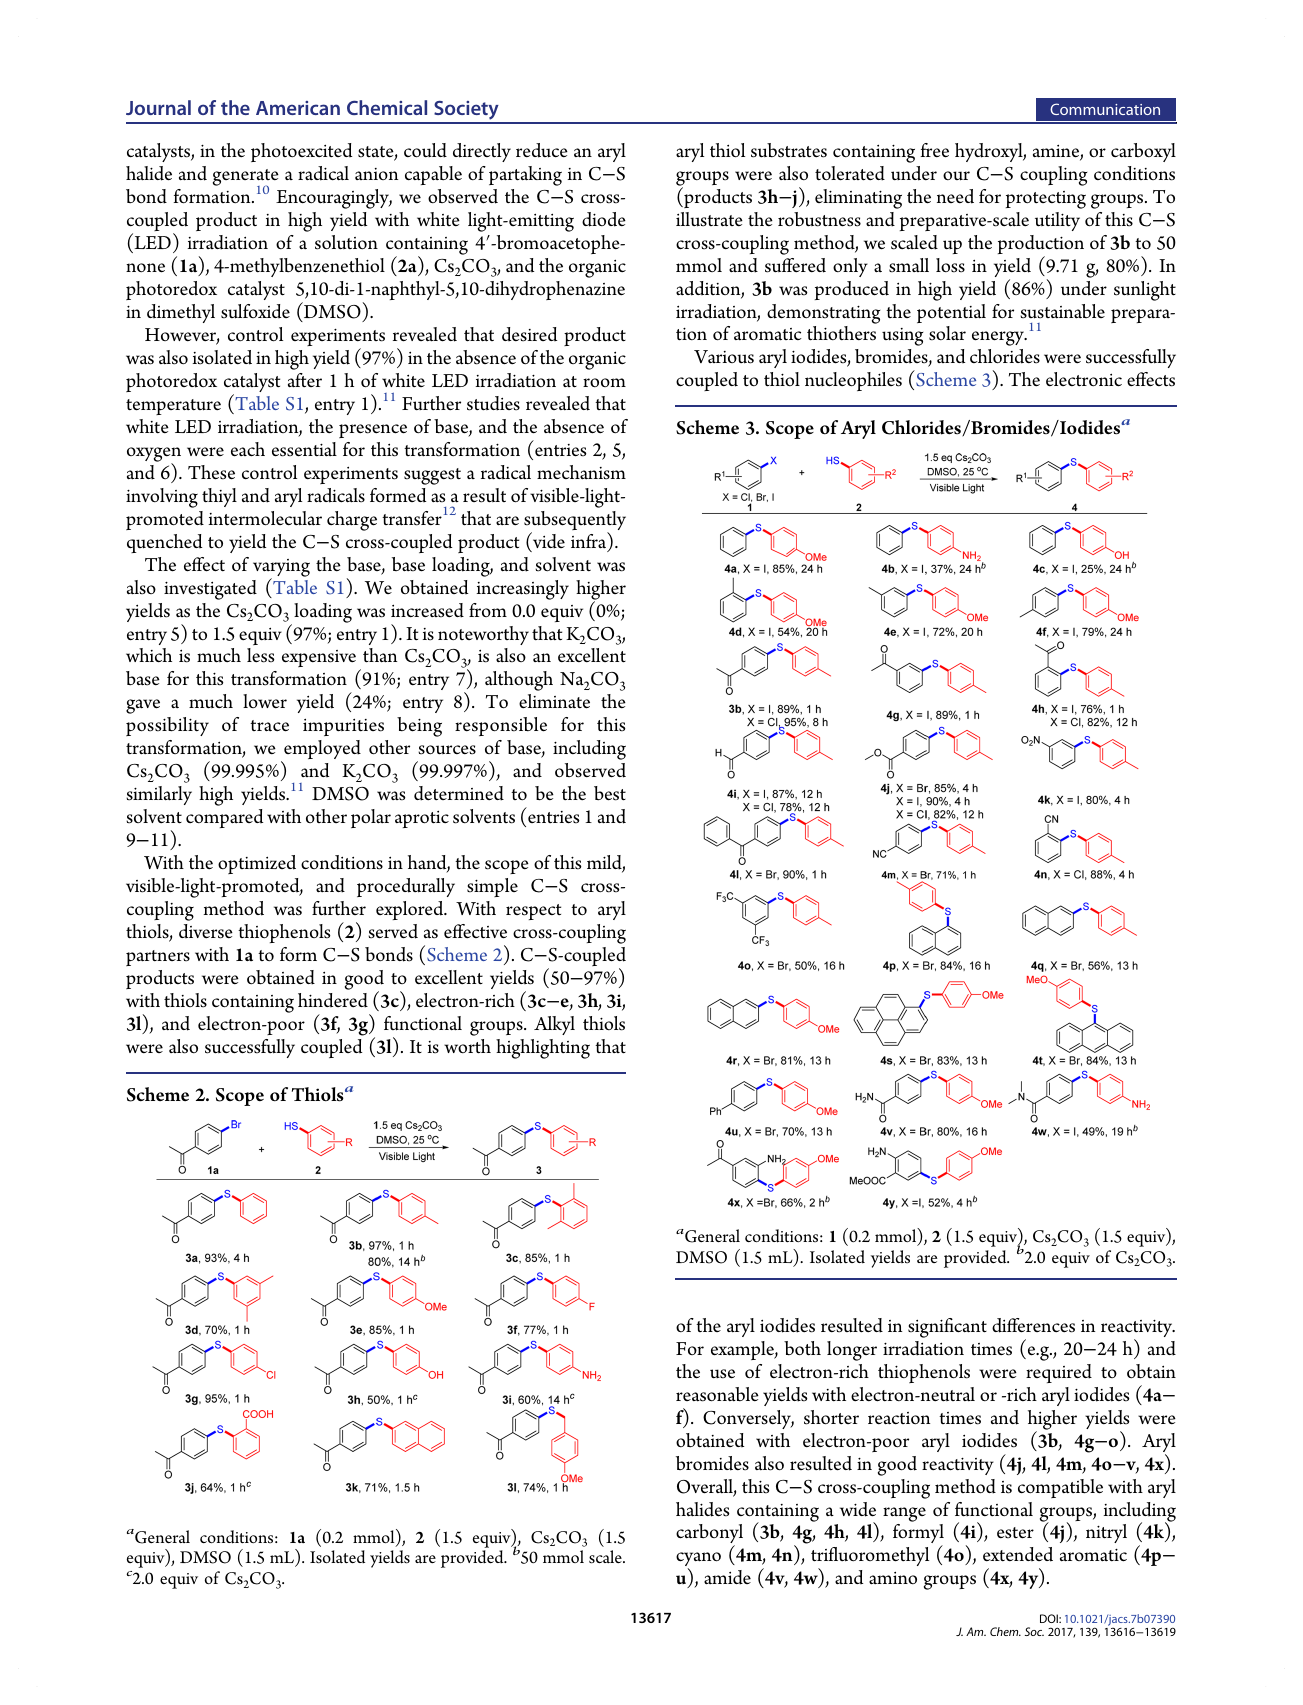 Journal of the American Chemical Society
Communication
catalysts, in the photoexcited state, could directly reduce an aryl
halide and generate a radical anion capable of partaking in C−S
bond formation.10 Encouragingly, we observed the C−S cross-
coupled product in high yield with white light-emitting diode
(LED) irradiation of a solution containing 4′-bromoacetophe-
none (1a), 4-methylbenzenethiol (2a), Cs2CO3, and the organic
photoredox catalyst 5,10-di-1-naphthyl-5,10-dihydrophenazine
in dimethyl sulfoxide (DMSO).
However, control experiments revealed that desired product
was also isolated in high yield (97%) in the absence of the organic
photoredox catalyst after 1 h of white LED irradiation at room
temperature (Table S1, entry 1).11 Further studies revealed that
white LED irradiation, the presence of base, and the absence of
oxygen were each essential for this transformation (entries 2, 5,
and 6). These control experiments suggest a radical mechanism
involving thiyl and aryl radicals formed as a result of visible-light-
promoted intermolecular charge transfer12 that are subsequently
quenched to yield the C−S cross-coupled product (vide infra).
The effect of varying the base, base loading, and solvent was
also investigated (Table S1). We obtained increasingly higher
yields as the Cs2CO3 loading was increased from 0.0 equiv (0%;
entry 5) to 1.5 equiv (97%; entry 1). It is noteworthy that K2CO3,
which is much less expensive than Cs2CO3, is also an excellent
base for this transformation (91%; entry 7), although Na2CO3
gave a much lower yield (24%; entry 8). To eliminate the
possibility of trace impurities being responsible for this
transformation, we employed other sources of base, including
Cs2CO3 (99.995%) and K2CO3 (99.997%), and observed
similarly high yields.11 DMSO was determined to be the best
solvent compared with other polar aprotic solvents (entries 1 and
9−11).
With the optimized conditions in hand, the scope of this mild,
visible-light-promoted, and procedurally simple C−S cross-
coupling method was further explored. With respect to aryl
thiols, diverse thiophenols (2) served as effective cross-coupling
partners with 1a to form C−S bonds (Scheme 2). C−S-coupled
products were obtained in good to excellent yields (50−97%)
with thiols containing hindered (3c), electron-rich (3c−e, 3h, 3i,
3l), and electron-poor (3f, 3g) functional groups. Alkyl thiols
were also successfully coupled (3l). It is worth highlighting that
Scheme 2. Scope of Thiolsa
Br
O
1a
+
HS
R
2
1.5 eq Cs2CO3
DMSO, 25 ºC
Visible Light
S
R
O
3
S
O
3a, 93%, 4 h
S
O
3b, 97%, 1 h
80%, 14 hb
S
O
3c, 85%, 1 h
S
O
3d, 70%, 1 h
S
O
OMe
3e, 85%, 1 h
S
O
F
3f, 77%, 1 h
S
O
Cl
3g, 95%, 1 h
S
O
OH
3h, 50%, 1 hc
S
O
NH2
3i, 60%, 14 hc
COOH
S
O
3j, 64%, 1 hc
S
O
3k, 71%, 1.5 h
S
O
OMe
3l, 74%, 1 h
aGeneral conditions: 1a (0.2 mmol), 2 (1.5 equiv), Cs2CO3 (1.5
equiv), DMSO (1.5 mL). Isolated yields are provided. b50 mmol scale.
c2.0 equiv of Cs2CO3.
aryl thiol substrates containing free hydroxyl, amine, or carboxyl
groups were also tolerated under our C−S coupling conditions
(products 3h−j), eliminating the need for protecting groups. To
illustrate the robustness and preparative-scale utility of this C−S
cross-coupling method, we scaled up the production of 3b to 50
mmol and suffered only a small loss in yield (9.71 g, 80%). In
addition, 3b was produced in high yield (86%) under sunlight
irradiation, demonstrating the potential for sustainable prepara-
tion of aromatic thiothers using solar energy.11
Various aryl iodides, bromides, and chlorides were successfully
coupled to thiol nucleophiles (Scheme 3). The electronic effects
Scheme 3. Scope of Aryl Chlorides/Bromides/Iodidesa
R1
X
X = Cl, Br, I
1
+
HS
R2
2
1.5 eq Cs2CO3
DMSO, 25 ºC
Visible Light
R1
S
R2
4
S
OMe
4a, X = I, 85%, 24 h
S
NH2
4b, X = I, 37%, 24 hb
S
OH
4c, X = I, 25%, 24 hb
S
OMe
4d, X = I, 54%, 20 h
S
OMe
4e, X = I, 72%, 20 h
S
OMe
4f, X = I, 79%, 24 h
S
O
3b, X = I, 89%, 1 h
X = Cl, 95%, 8 h
O
S
4g, X = I, 89%, 1 h
O
S
4h, X = I, 76%, 1 h
X = Cl, 82%, 12 h
H
O
S
4i, X = I, 87%, 12 h
X = Cl, 78%, 12 h
O
O
S
4j, X = Br, 85%, 4 h
X = I, 90%, 4 h
X = Cl, 82%, 12 h
O2N
S
4k, X = I, 80%, 4 h
O
S
4l, X = Br, 90%, 1 h
NC
S
4m, X = Br, 71%, 1 h
CN
S
4n, X = Cl, 88%, 4 h
F3C
S
CF3
4o, X = Br, 50%, 16 h
S
4p, X = Br, 84%, 16 h
S
4q, X = Br, 56%, 13 h
S
OMe
4r, X = Br, 81%, 13 h
S
OMe
4s, X = Br, 83%, 13 h
MeO
S
4t, X = Br, 84%, 13 h
Ph
S
OMe
4u, X = Br, 70%, 13 h
H2N
O
S
OMe
4v, X = Br, 80%, 16 h
N
O
S
NH2
4w, X = I, 49%, 19 hb
O
NH2
S
OMe
4x, X =Br, 66%, 2 hb
H2N
MeOOC
S
OMe
4y, X =I, 52%, 4 hb
aGeneral conditions: 1 (0.2 mmol), 2 (1.5 equiv), Cs2CO3 (1.5 equiv),
DMSO (1.5 mL). Isolated yields are provided. b2.0 equiv of Cs2CO3.
of the aryl iodides resulted in significant differences in reactivity.
For example, both longer irradiation times (e.g., 20−24 h) and
the use of electron-rich thiophenols were required to obtain
reasonable yields with electron-neutral or -rich aryl iodides (4a−
f). Conversely, shorter reaction times and higher yields were
obtained with electron-poor aryl iodides (3b, 4g−o). Aryl
bromides also resulted in good reactivity (4j, 4l, 4m, 4o−v, 4x).
Overall, this C−S cross-coupling method is compatible with aryl
halides containing a wide range of functional groups, including
carbonyl (3b, 4g, 4h, 4l), formyl (4i), ester (4j), nitryl (4k),
cyano (4m, 4n), trifluoromethyl (4o), extended aromatic (4p−
u), amide (4v, 4w), and amino groups (4x, 4y).
13617
DOI: 10.1021/jacs.7b07390
J. Am. Chem. Soc. 2017, 139, 13616−13619